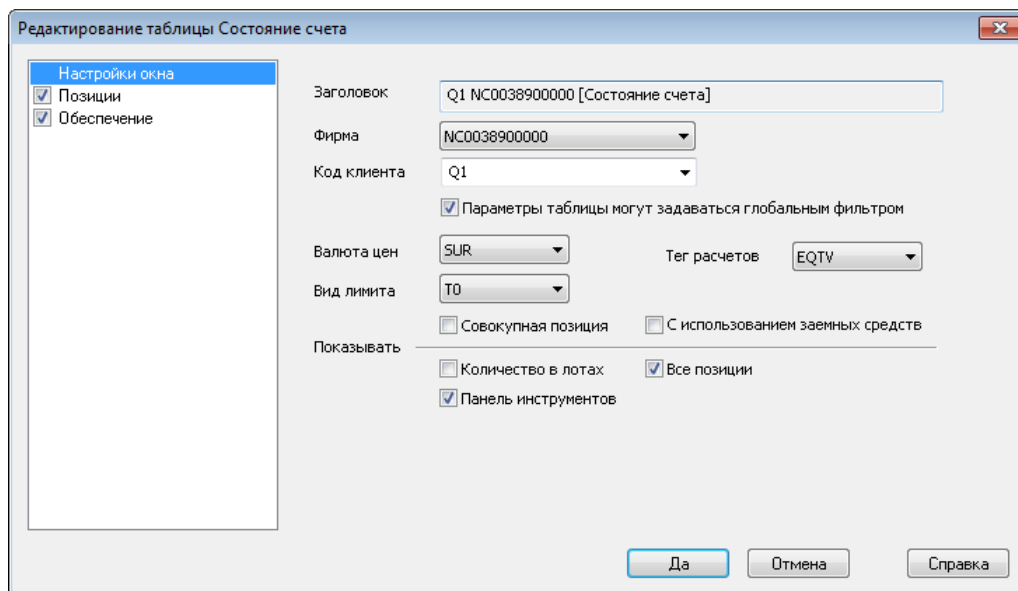 Редактирование таблицы Состояние счета
Настройки окна
Позиции
Обеспечение
Заголовок Q1 NC0038900000 [Состояние счета]
Фирма NC0038900000
Код клиента Q1
Параметры таблицы могут задаваться глобальным фильтром
Валюта цен SUR Тег расчетов EQTV
Вид лимита T0
Совокупная позиция С использованием заемных средств
Показывать
Количество в лотах Все позиции
Панель инструментов
Да Отмена Справка